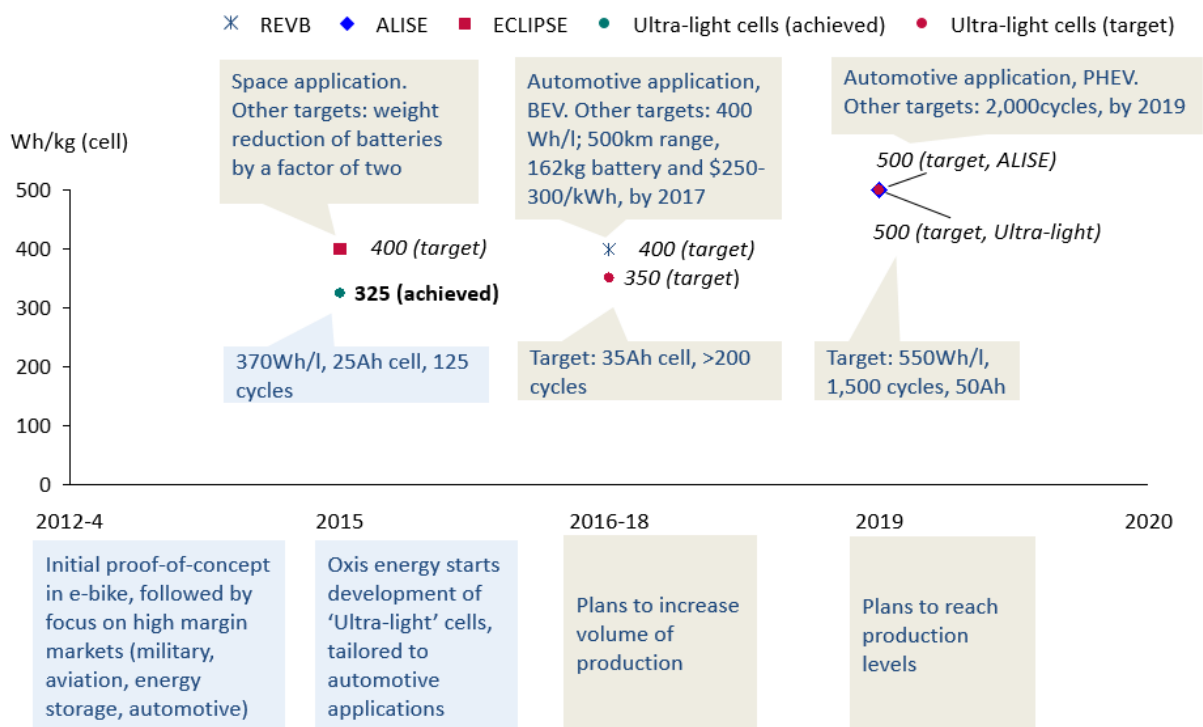 REVB
ALISE
ECLIPSE
Ultra-light cells (achieved)
Ultra-light cells (target)
Space application.
Other targets: weight
reduction of batteries
by a factor of two
Automotive application,
BEV. Other targets: 400
Wh/l; 500km range,
162kg battery and $250-
300/kWh, by 2017
Automotive application, PHEV.
Other targets: 2,000cycles, by 2019
Wh/kg (cell)
500
400
300
200
100
0
400 (target)
325 (achieved)
400 (target)
350 (target)
500 (target, ALISE)
500 (target, Ultra-light)
370Wh/l, 25Ah cell, 125
cycles
Target: 35Ah cell, >200
cycles
Target: 550Wh/l,
1,500 cycles, 50Ah
2012-4
2015
2016-18
2019
2020
Initial proof-of-concept
in e-bike, followed by
focus on high margin
markets (military,
aviation, energy
storage, automotive)
Oxis energy starts
development of
‘Ultra-light’ cells,
tailored to
automotive
applications
Plans to increase
volume of
production
Plans to reach
production
levels